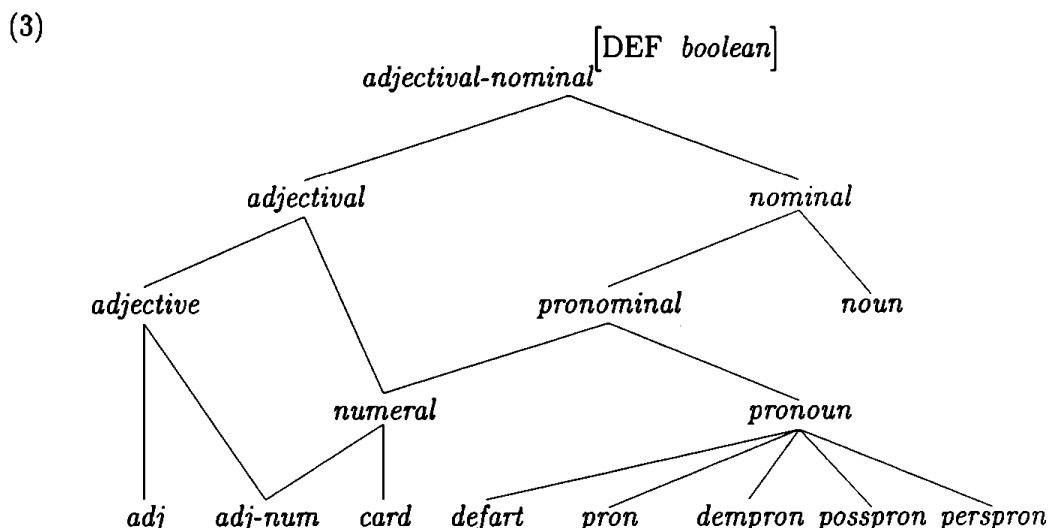 (3)
[DEF boolean]
adjectival-nominal
adjectival nominal
adjective pronominal noun
numeral pronoun
adj adj-num card defart pron dempron posspron perspron